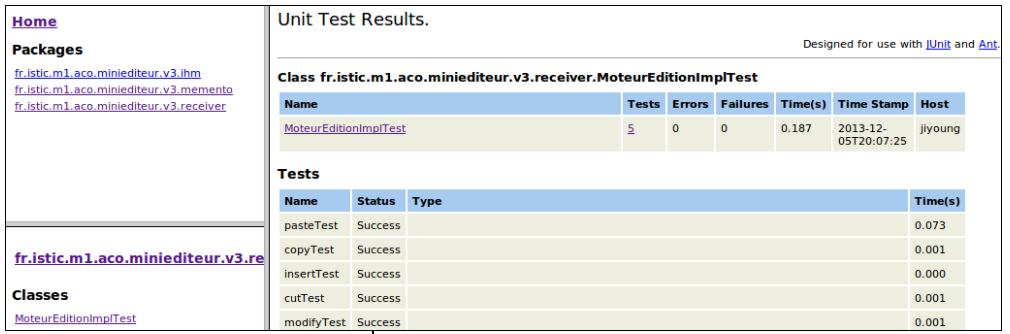 Home
Packages
fr.istic.m1.aco.miniediteur.v3.ihm
fr.istic.m1.aco.miniediteur.v3.memento
fr.istic.m1.aco.miniediteur.v3.receiver
fr.istic.m1.aco.miniediteur.v3.re
Classes
MoteurEditionImplTest
Unit Test Results.
Designed for use with JUnit and Ant.
Class fr.istic.m1.aco.miniediteur.v3.receiver.MoteurEditionImplTest
Name Tests Errors Failures Time(s) Time Stamp Host
MoteurEditionImplTest 5 0 0 0.187 2013-12-
05T20:07:25 jiyoung
Tests
Name Status Type Time(s)
pasteTest Success 0.073
copyTest Success 0.001
insertTest Success 0.000
cutTest Success 0.001
modifyTest Success 0.001